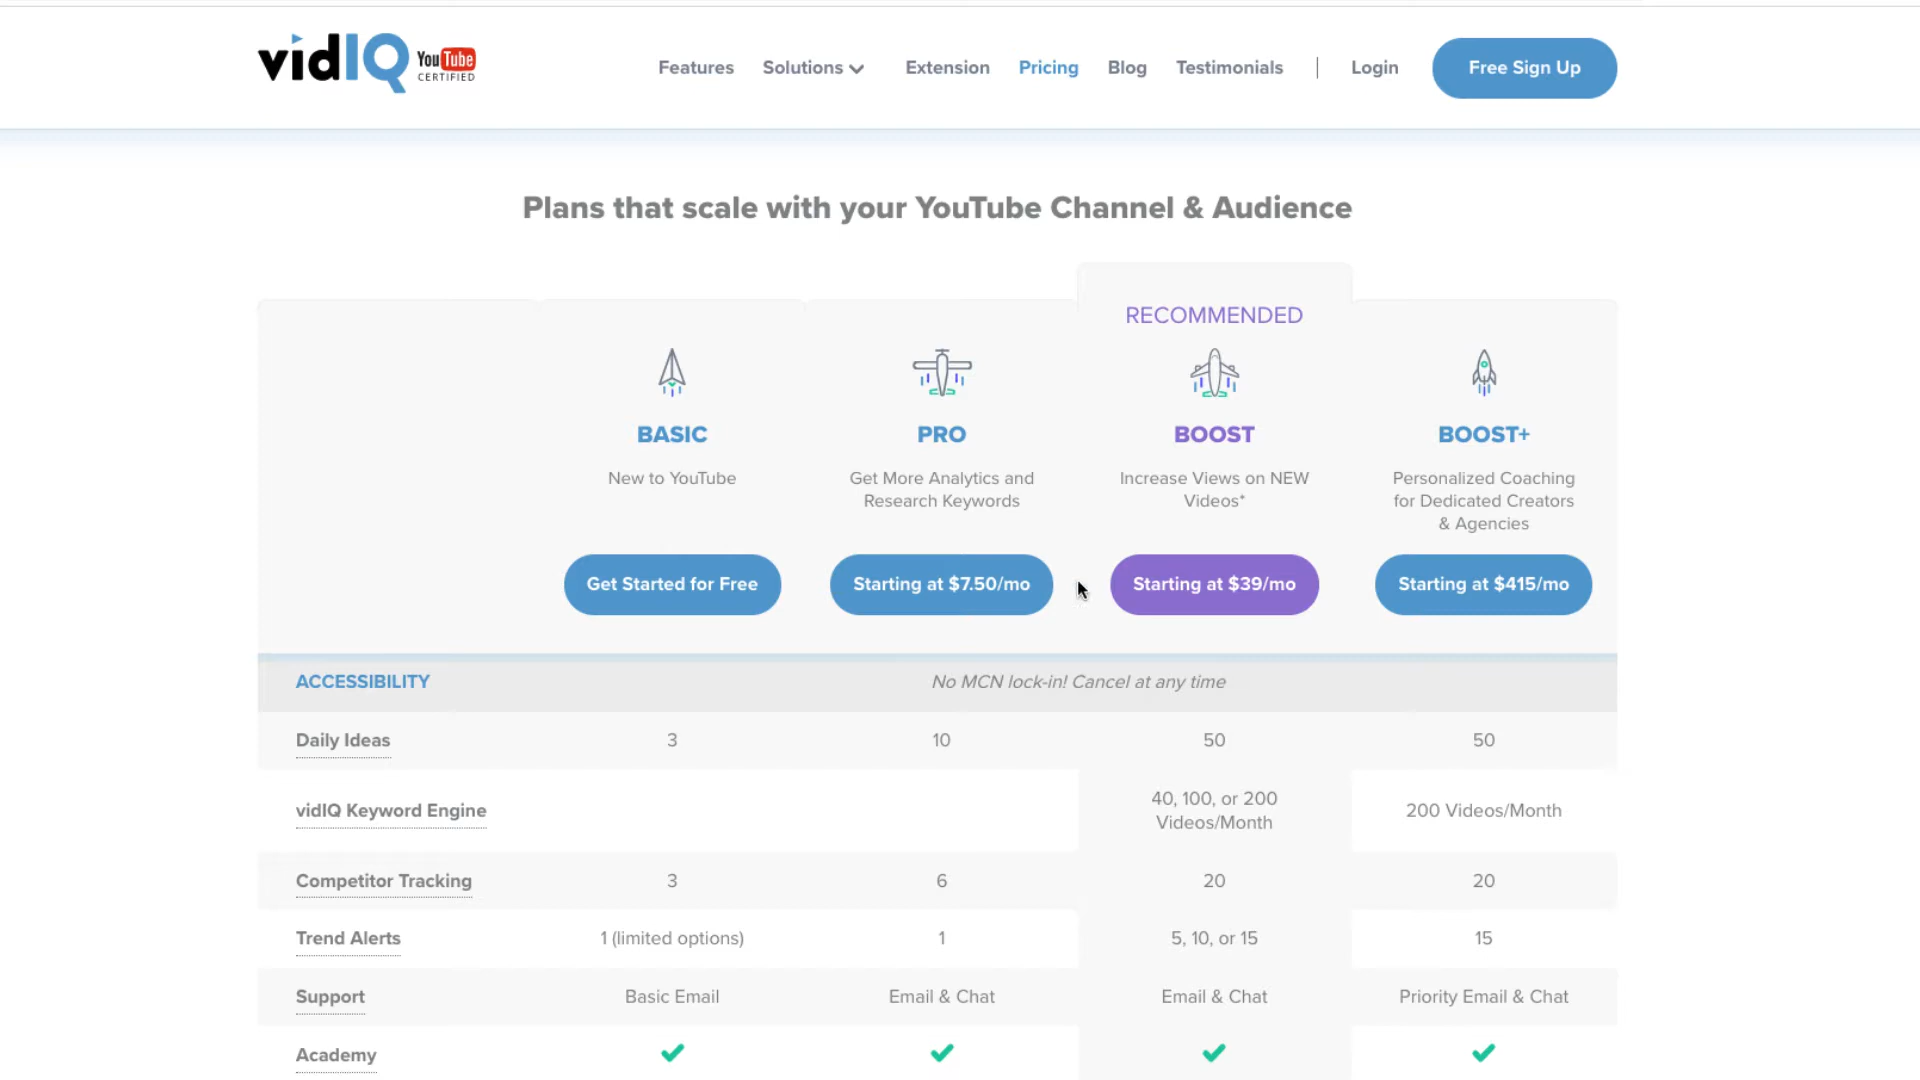 vidIQ YouTube CERTIFIED
Features Solutions Extension Pricing Blog Testimonials | Login Free Sign Up
Plans that scale with your YouTube Channel & Audience
RECOMMENDED
BASIC PRO BOOST BOOST+
New to YouTube
Get More Analytics and
Research Keywords
Increase Views on NEW
Videos*
Personalized Coaching
for Dedicated Creators
& Agencies
Get Started for Free Starting at $7.50/mo Starting at $39/mo Starting at $415/mo
ACCESSIBILITY No MCN lock-in! Cancel at any time
Daily Ideas 3 10 50 50
vidIQ Keyword Engine
40, 100, or 200
Videos/Month
200 Videos/Month
Competitor Tracking 3 6 20 20
Trend Alerts 1 (limited options) 1 5, 10, or 15 15
Support Basic Email Email & Chat Email & Chat Priority Email & Chat
Academy